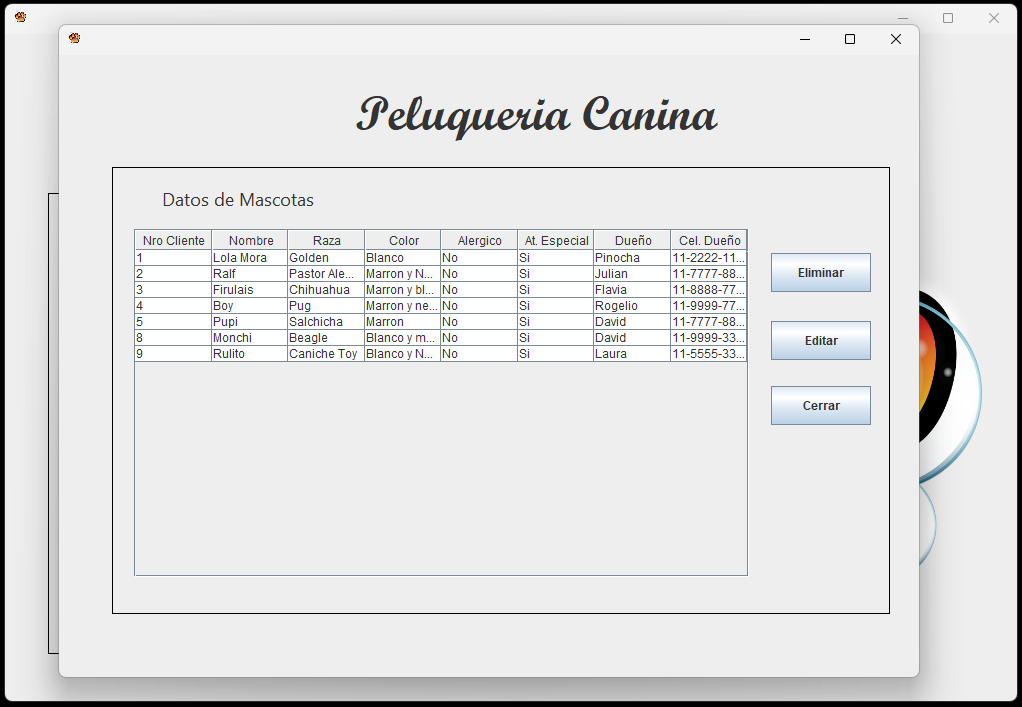 Peluqueria Canina
Datos de Mascotas
Nro Cliente Nombre Raza Color Alergico At. Especial Dueño Cel. Dueño
1 Lola Mora Golden Blanco No Si Pinocha 11-2222-11...
2 Ralf Pastor Ale... Marron y N... No Si Julian 11-7777-88...
3 Firulais Chihuahua Marron y bl... No Si Flavia 11-8888-77...
4 Boy Pug Marron y ne... No Si Rogelio 11-9999-77...
5 Pupi Salchicha Marron No Si David 11-7777-88...
8 Monchi Beagle Blanco y m... No Si David 11-9999-33...
9 Rulito Caniche Toy Blanco y N... No Si Laura 11-5555-33...
Eliminar
Editar
Cerrar